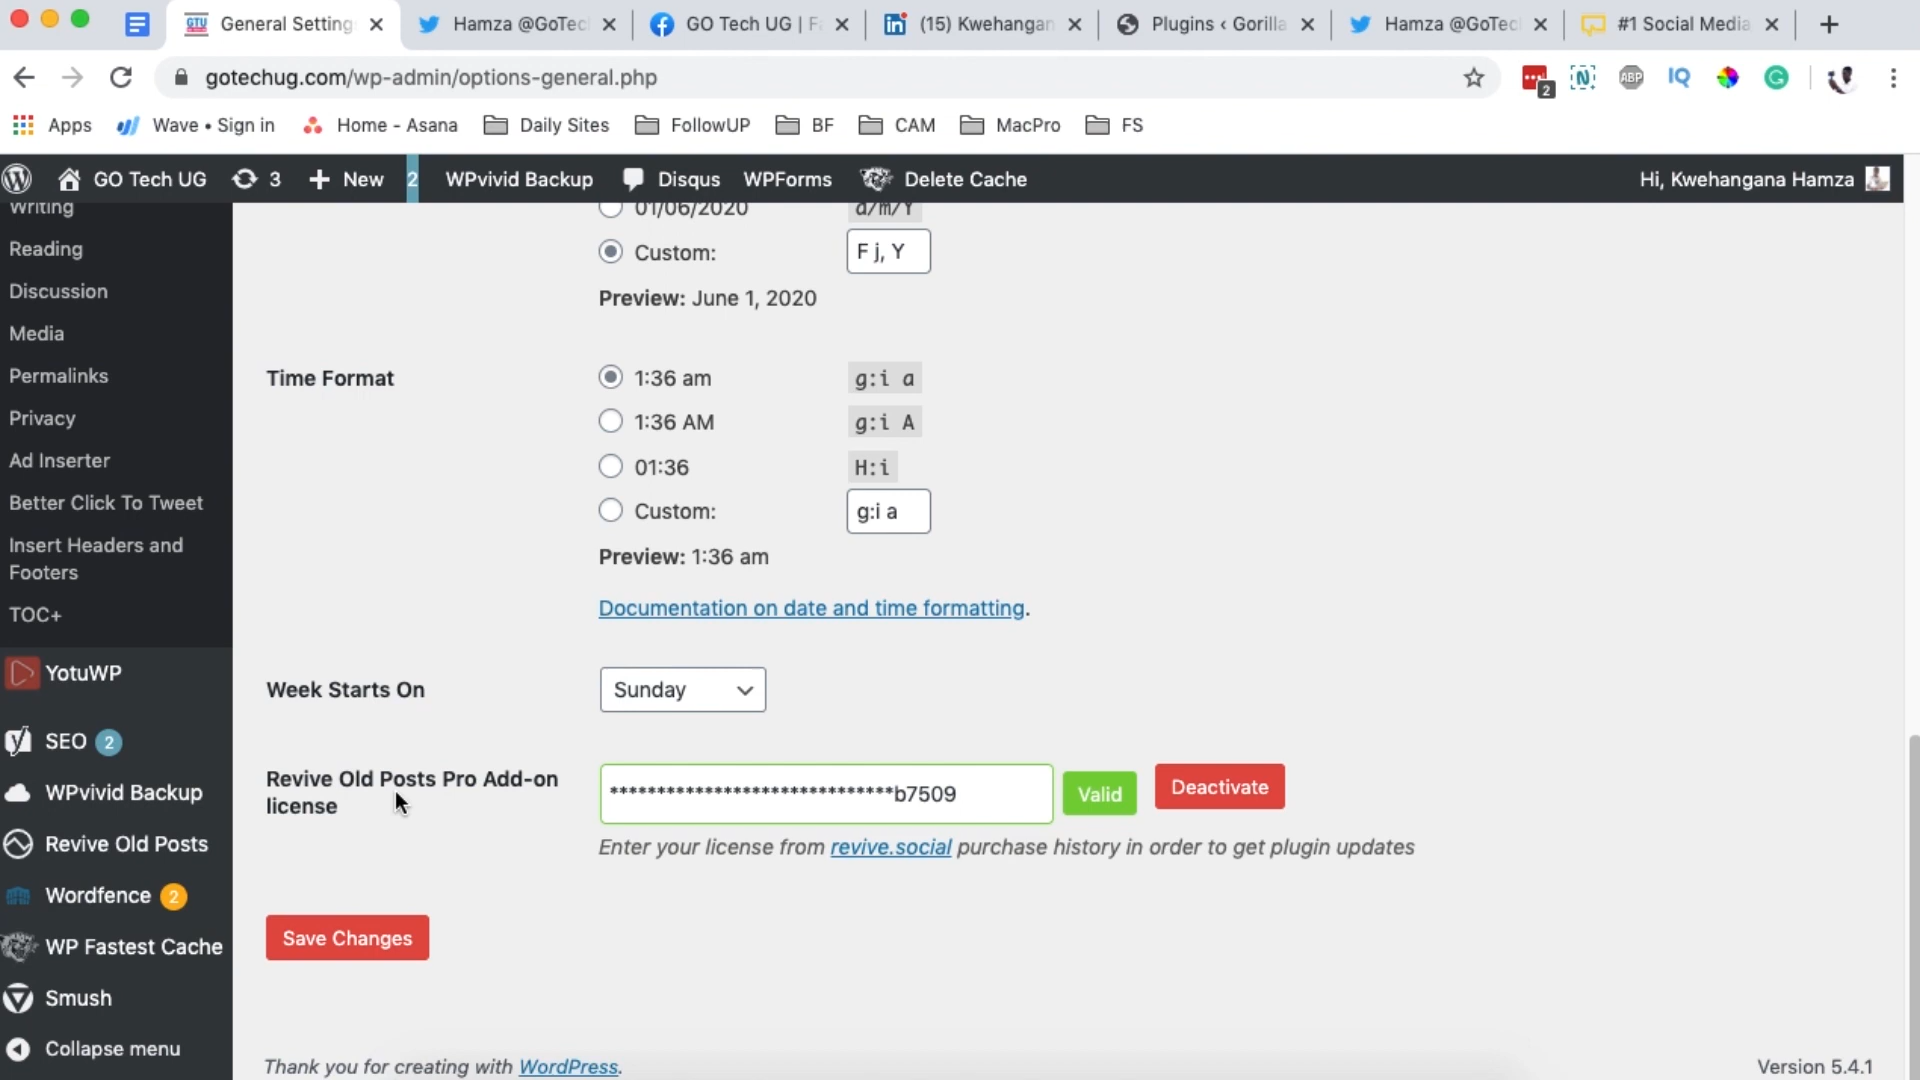 General Setting
Hamza @GoTec
GO Tech UG | Fa
(15) Kwehangan
Plugins ‹ Gorilla
Hamza @GoTec
#1 Social Media
gotechug.com/wp-admin/options-general.php
2
ABP
IQ
Apps
Wave • Sign in
Home - Asana
Daily Sites
FollowUP
BF
CAM
MacPro
FS
GO Tech UG
3
New
2
WPvivid Backup
Disqus
WPForms
Delete Cache
Hi, Kwehangana Hamza
Writing
Reading
Discussion
Media
Permalinks
Privacy
Ad Inserter
Better Click To Tweet
Insert Headers and
Footers
TOC+
YotuWP
SEO 2
WPvivid Backup
Revive Old Posts
Wordfence 2
WP Fastest Cache
Smush
Collapse menu
01/06/2020 d/m/Y
Custom: F j, Y
Preview: June 1, 2020
Time Format
1:36 am g:i a
1:36 AM g:i A
01:36 H:i
Custom: g:i a
Preview: 1:36 am
Documentation on date and time formatting.
Week Starts On Sunday
Revive Old Posts Pro Add-on
license
******************************b7509 Valid Deactivate
Enter your license from revive.social purchase history in order to get plugin updates
Save Changes
Thank you for creating with WordPress.
Version 5.4.1